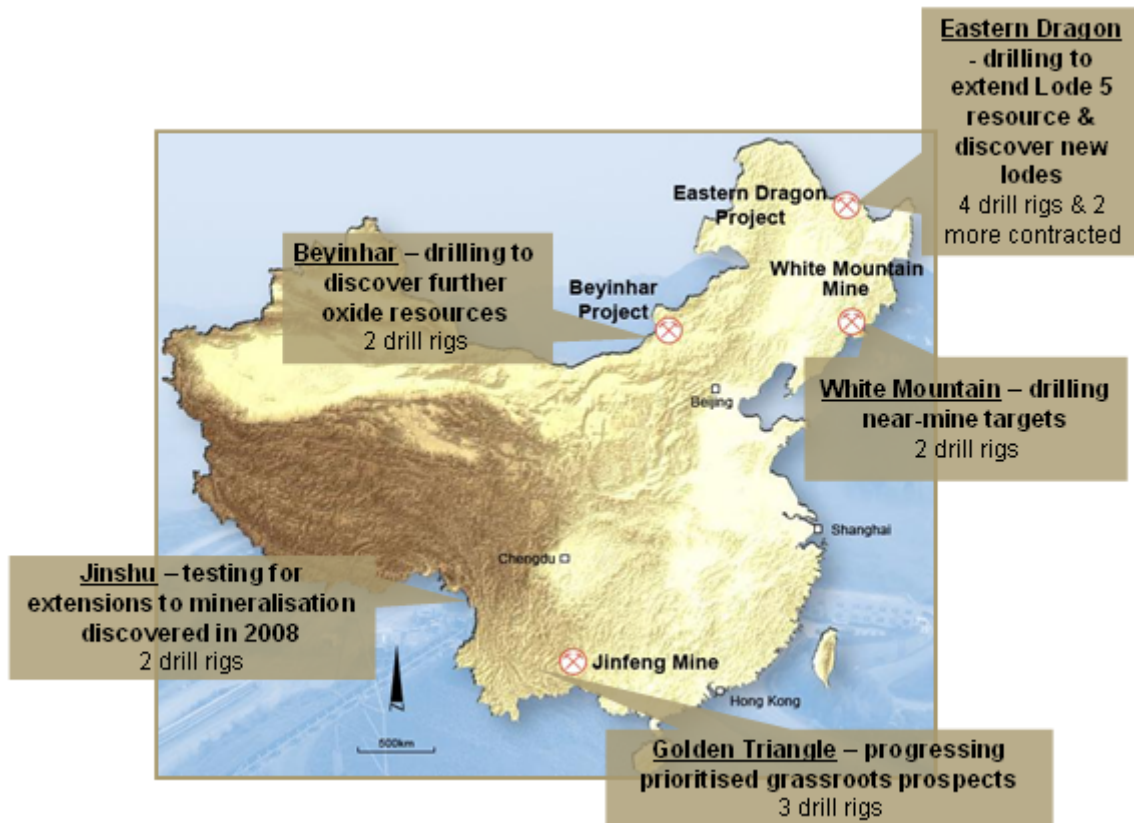 Eastern Dragon
- drilling to
extend Lode 5
resource &
discover new
lodes
4 drill rigs & 2
more contracted
Eastern Dragon
Project
Beyinhar – drilling to
discover further
oxide resources
2 drill rigs
Beyinhar
Project
White Mountain
Mine
Beijing
White Mountain – drilling
near-mine targets
2 drill rigs
Shanghai
Chengdu
Jinshu – testing for
extensions to mineralisation
discovered in 2008
2 drill rigs
N
Jinfeng Mine
Hong Kong
500km
Golden Triangle – progressing
prioritised grassroots prospects
3 drill rigs